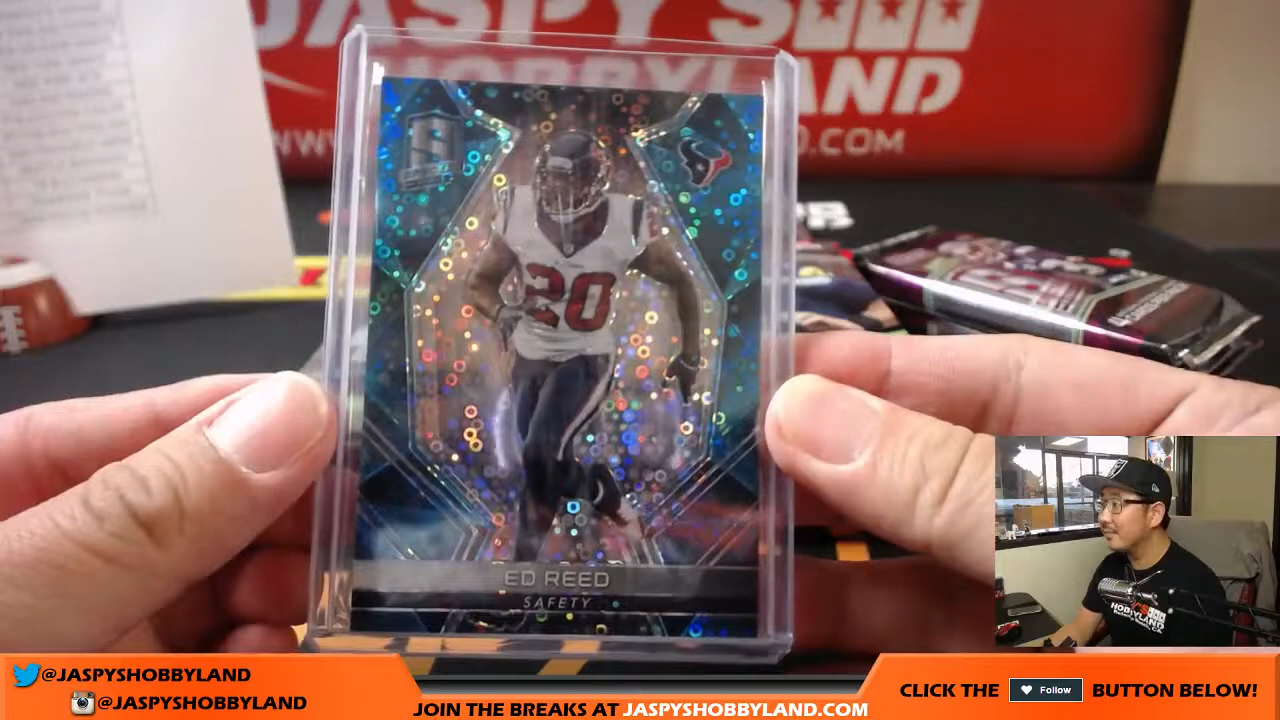 JASPY'S
HOBBYLAND
.COM
S
20
ED REED
SAFETY
HOBBYLAND
@JASPYSHOBBYLAND
@JASPYSHOBBYLAND
JOIN THE BREAKS AT JASPYSHOBBYLAND.COM
CLICK THE Follow BUTTON BELOW!